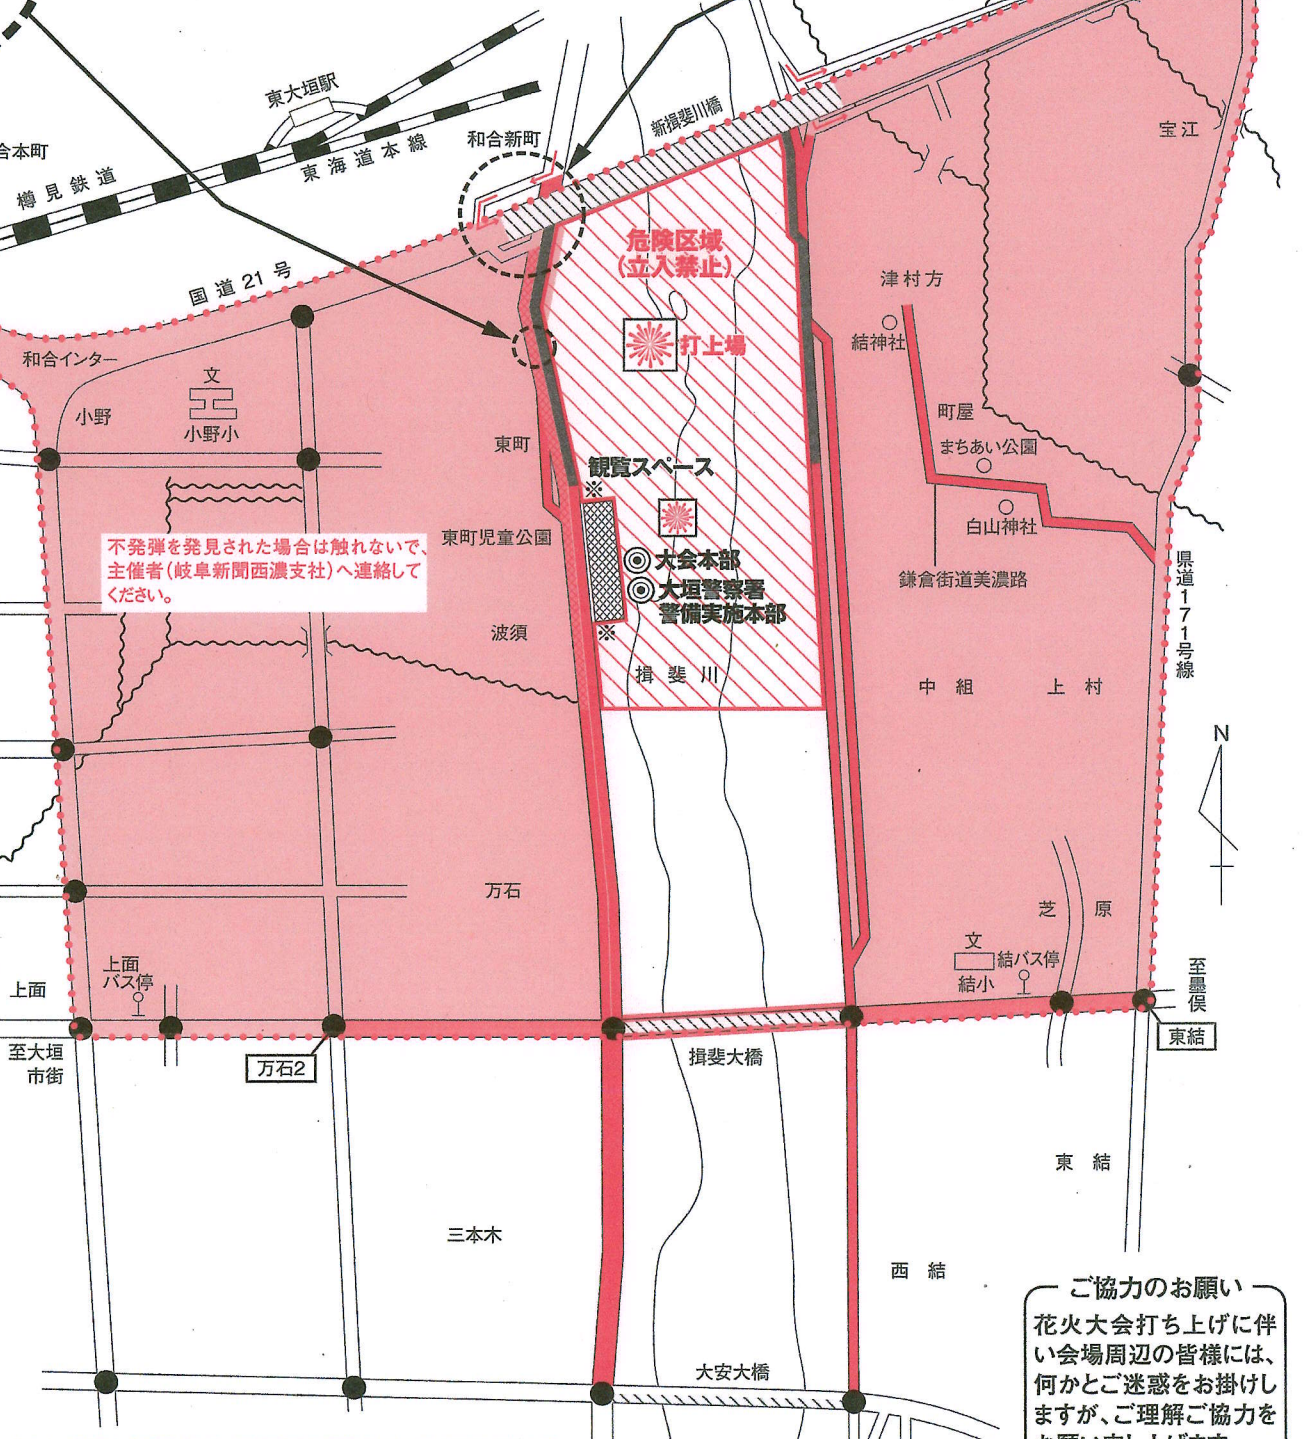 東大垣駅
和合新町
新揖斐川橋
宝江
合本町
樽見鉄道
東海道本線
国道21号
危険区域
(立入禁止)
打上場
津村方
結神社
和合インター
小野
文
小野小
東町
町屋
まちあい公園
白山神社
観覧スペース
※
東町児童公園
大会本部
大垣警察署
警備実施本部
※
不発弾を発見された場合は触れないで、
主催者(岐阜新聞西濃支社)へ連絡して
ください。
鎌倉街道美濃路
県道171号線
波須
揖斐川
中組
上村
N
万石
芝原
文
結小
結バス停
上面
バス停
上面
至墨俣
東結
至大垣
市街
万石2
揖斐大橋
東結
三本木
西結
大安大橋
ご協力のお願い
花火大会打ち上げに伴
い会場周辺の皆様には、
何かとご迷惑をお掛けし
ますが、ご理解ご協力を